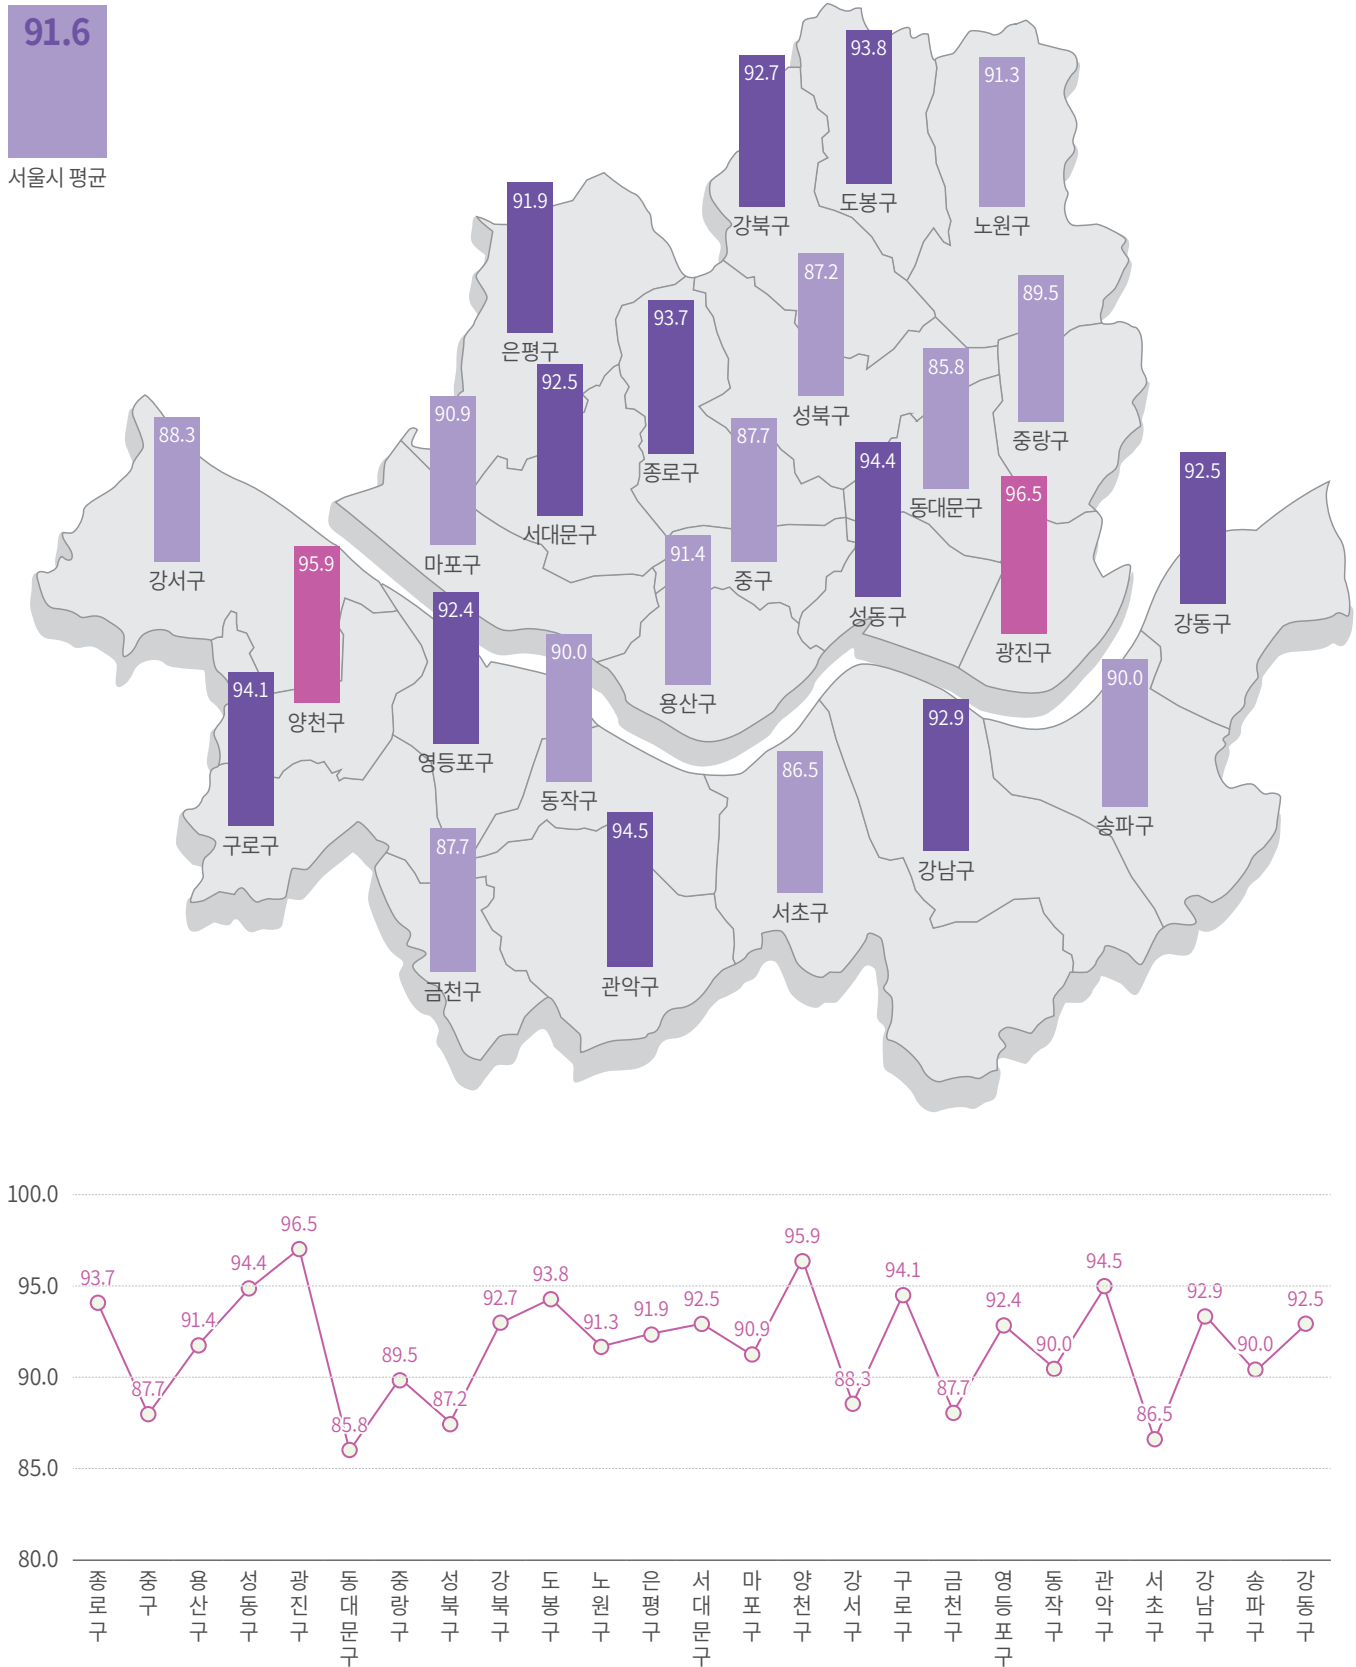 91.6
서울시 평균
93.8
도봉구
92.7
강북구
91.3
노원구
91.9
은평구
87.2
성북구
89.5
중랑구
93.7
종로구
85.8
동대문구
92.5
서대문구
90.9
마포구
88.3
강서구
87.7
중구
94.4
성동구
92.5
강동구
96.5
광진구
91.4
용산구
95.9
양천구
92.4
영등포구
90.0
동작구
90.0
송파구
94.1
구로구
92.9
강남구
86.5
서초구
94.5
관악구
87.7
금천구
100.0
95.0
90.0
85.0
80.0
93.7
87.7
91.4
94.4
96.5
85.8
89.5
87.2
92.7
93.8
91.3
91.9
92.5
90.9
95.9
88.3
94.1
87.7
92.4
90.0
94.5
86.5
92.9
90.0
92.5
종로구
중구
용산구
성동구
광진구
동대문구
중랑구
성북구
강북구
도봉구
노원구
은평구
서대문구
마포구
양천구
강서구
구로구
금천구
영등포구
동작구
관악구
서초구
강남구
송파구
강동구